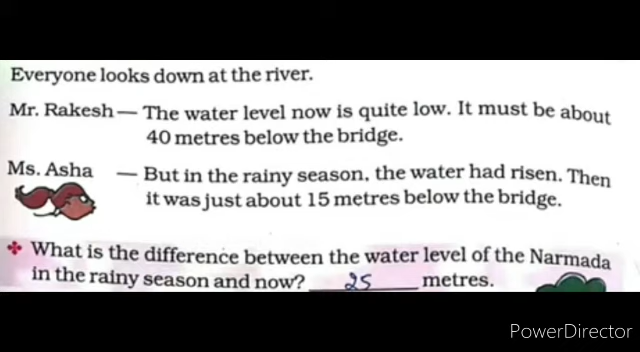 Everyone looks down at the river.
Mr. Rakesh — The water level now is quite low. It must be about
40 metres below the bridge.
Ms. Asha — But in the rainy season, the water had risen. Then
it was just about 15 metres below the bridge.
❖ What is the difference between the water level of the Narmada
in the rainy season and now? 25 metres.
PowerDirector